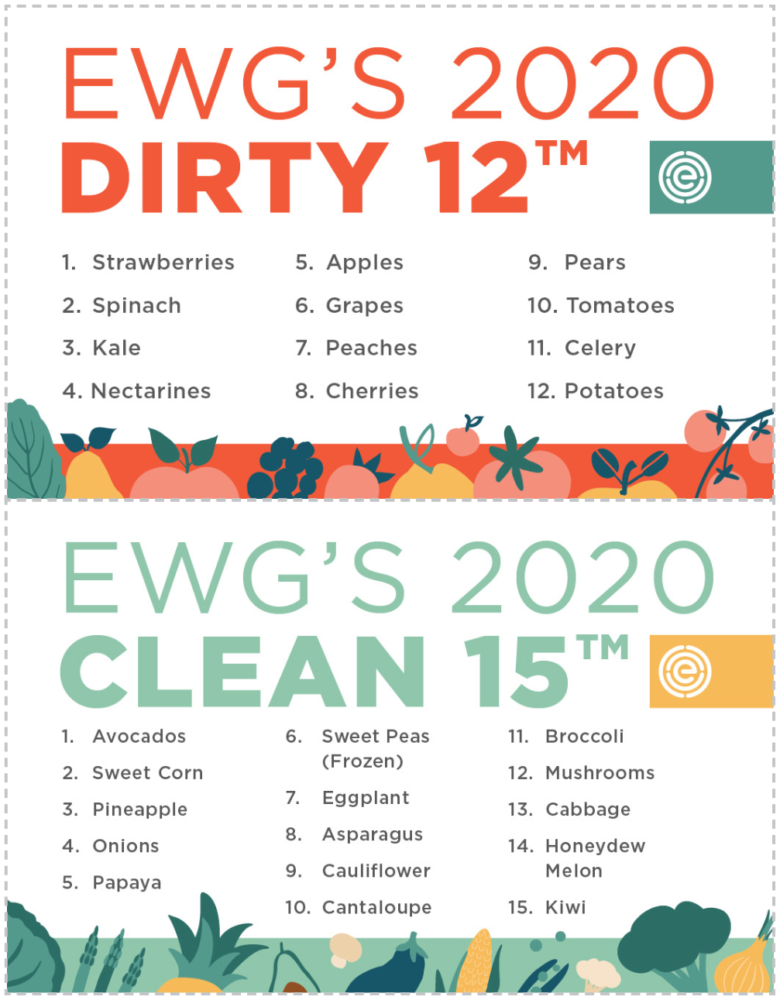 EWG'S 2020
DIRTY 12™
1. Strawberries
2. Spinach
3. Kale
4. Nectarines
5. Apples
6. Grapes
7. Peaches
8. Cherries
9. Pears
10. Tomatoes
11. Celery
12. Potatoes
EWG'S 2020
CLEAN 15™
1. Avocados
2. Sweet Corn
3. Pineapple
4. Onions
5. Papaya
6. Sweet Peas
(Frozen)
7. Eggplant
8. Asparagus
9. Cauliflower
10. Cantaloupe
11. Broccoli
12. Mushrooms
13. Cabbage
14. Honeydew
Melon
15. Kiwi